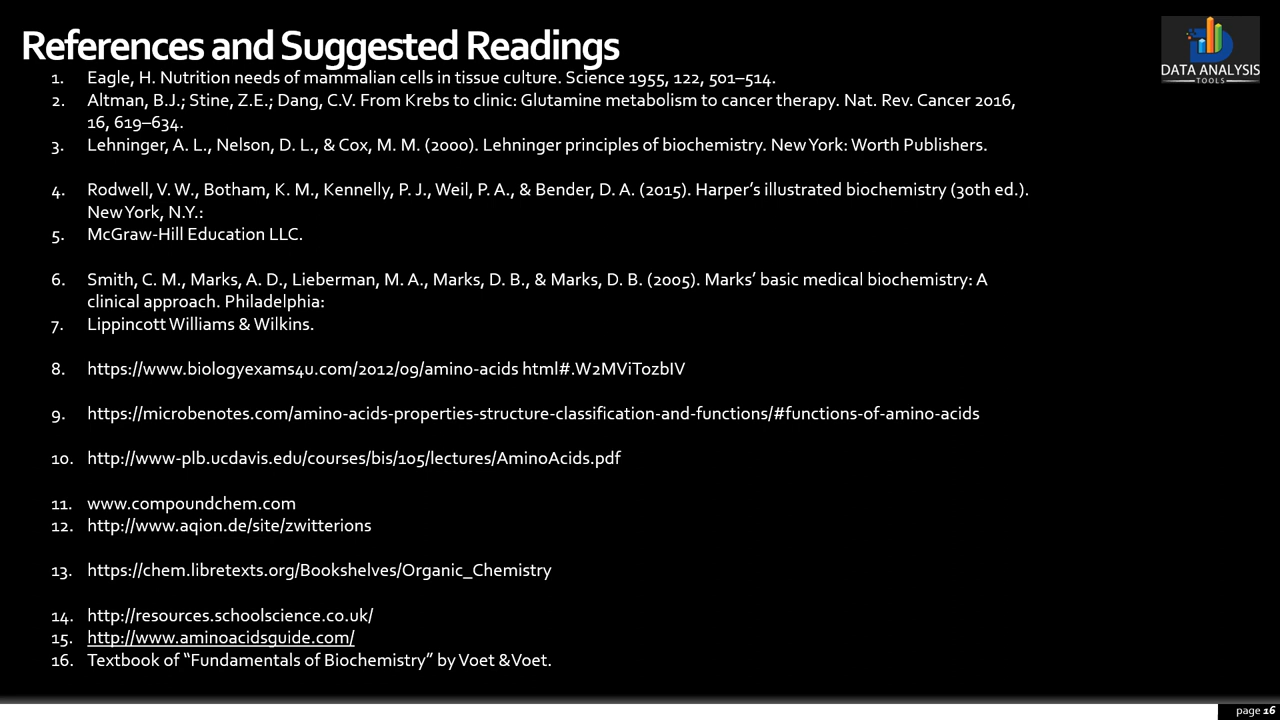 References and Suggested Readings
DATA ANALYSIS
TOOLS
1. Eagle, H. Nutrition needs of mammalian cells in tissue culture. Science 1955, 122, 501–514.
2. Altman, B.J.; Stine, Z.E.; Dang, C.V. From Krebs to clinic: Glutamine metabolism to cancer therapy. Nat. Rev. Cancer 2016,
16, 619–634.
3. Lehninger, A. L., Nelson, D. L., & Cox, M. M. (2000). Lehninger principles of biochemistry. New York: Worth Publishers.
4. Rodwell, V. W., Botham, K. M., Kennelly, P. J., Weil, P. A., & Bender, D. A. (2015). Harper's illustrated biochemistry (30th ed.).
New York, N.Y.:
5. McGraw-Hill Education LLC.
6. Smith, C. M., Marks, A. D., Lieberman, M. A., Marks, D. B., & Marks, D. B. (2005). Marks' basic medical biochemistry: A
clinical approach. Philadelphia:
7. Lippincott Williams & Wilkins.
8. https://www.biologyexams4u.com/2012/09/amino-acids html#.W2MViTozbIV
9. https://microbenotes.com/amino-acids-properties-structure-classification-and-functions/#functions-of-amino-acids
10. http://www-plb.ucdavis.edu/courses/bis/105/lectures/AminoAcids.pdf
11. www.compoundchem.com
12. http://www.aqion.de/site/zwitterions
13. https://chem.libretexts.org/Bookshelves/Organic_Chemistry
14. http://resources.schoolscience.co.uk/
15. http://www.aminoacidsguide.com/
16. Textbook of “Fundamentals of Biochemistry” by Voet &Voet.
page 16